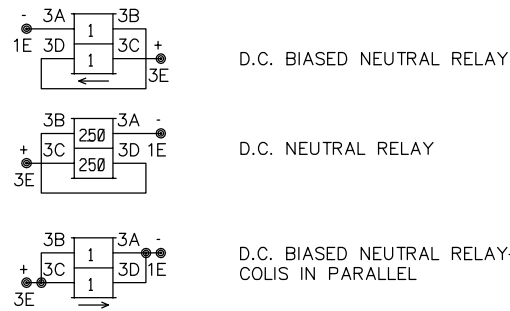 - 3A 3B
1
1E 3D 3C +
1
3E
D.C. BIASED NEUTRAL RELAY
3B 3A -
250
+ 3C 3D 1E
250
3E
D.C. NEUTRAL RELAY
3B 3A -
1
+ 3C 3D 1E
1
3E
D.C. BIASED NEUTRAL RELAY-
COLIS IN PARALLEL